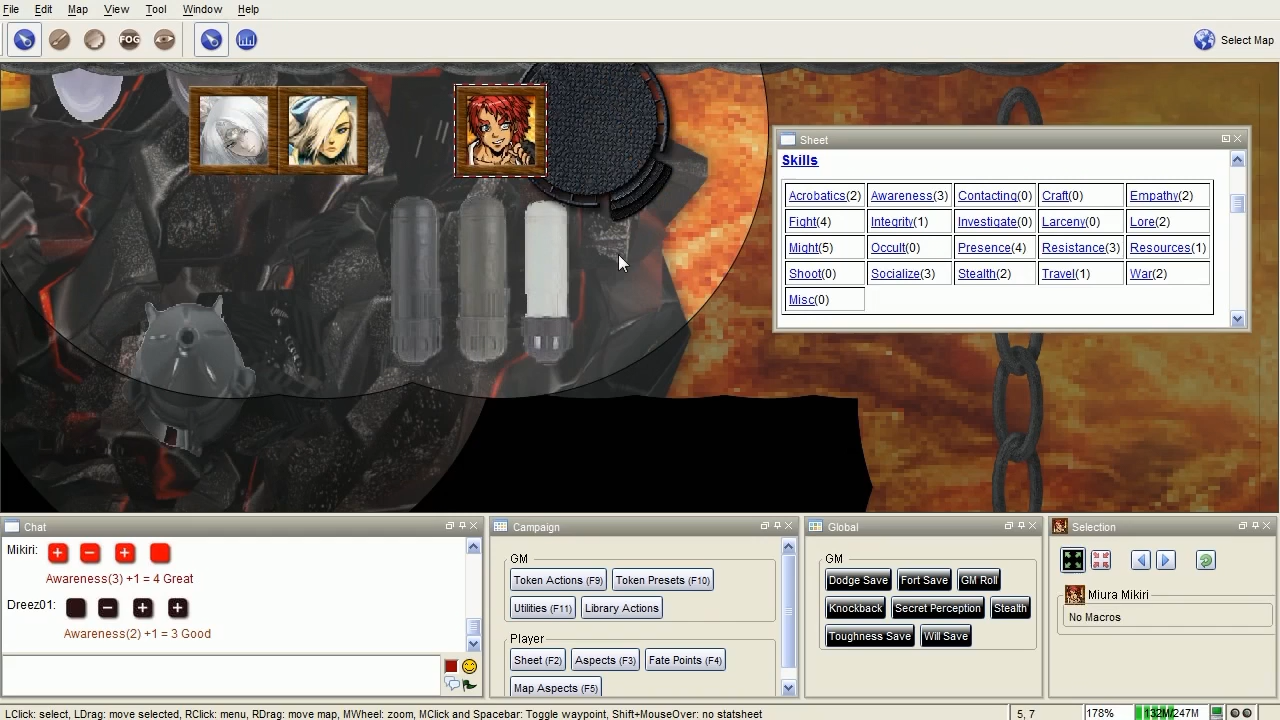 File Edit Map View Tool Window Help
FOG
Select Map
Sheet
Skills
Acrobatics(2) Awareness(3) Contacting(0) Craft(0) Empathy(2)
Fight(4) Integrity(1) Investigate(0) Larceny(0) Lore(2)
Might(5) Occult(0) Presence(4) Resistance(3) Resources(1)
Shoot(0) Socialize(3) Stealth(2) Travel(1) War(2)
Misc(0)
Chat
Mikiri:
Awareness(3) +1 = 4 Great
Dreez01:
Awareness(2) +1 = 3 Good
Campaign
GM
Token Actions (F9) Token Presets (F10)
Utilities (F11) Library Actions
Player
Sheet (F2) Aspects (F3) Fate Points (F4)
Map Aspects (F5)
Global
GM
Dodge Save Fort Save GM Roll
Knockback Secret Perception Stealth
Toughness Save Will Save
Selection
Miura Mikiri
No Macros
LClick: select, LDrag: move selected, RClick: menu, RDrag: move map, MWheel: zoom, MClick and Spacebar: Toggle waypoint, Shift+MouseOver: no statsheet
5, 7
178%
132M/247M